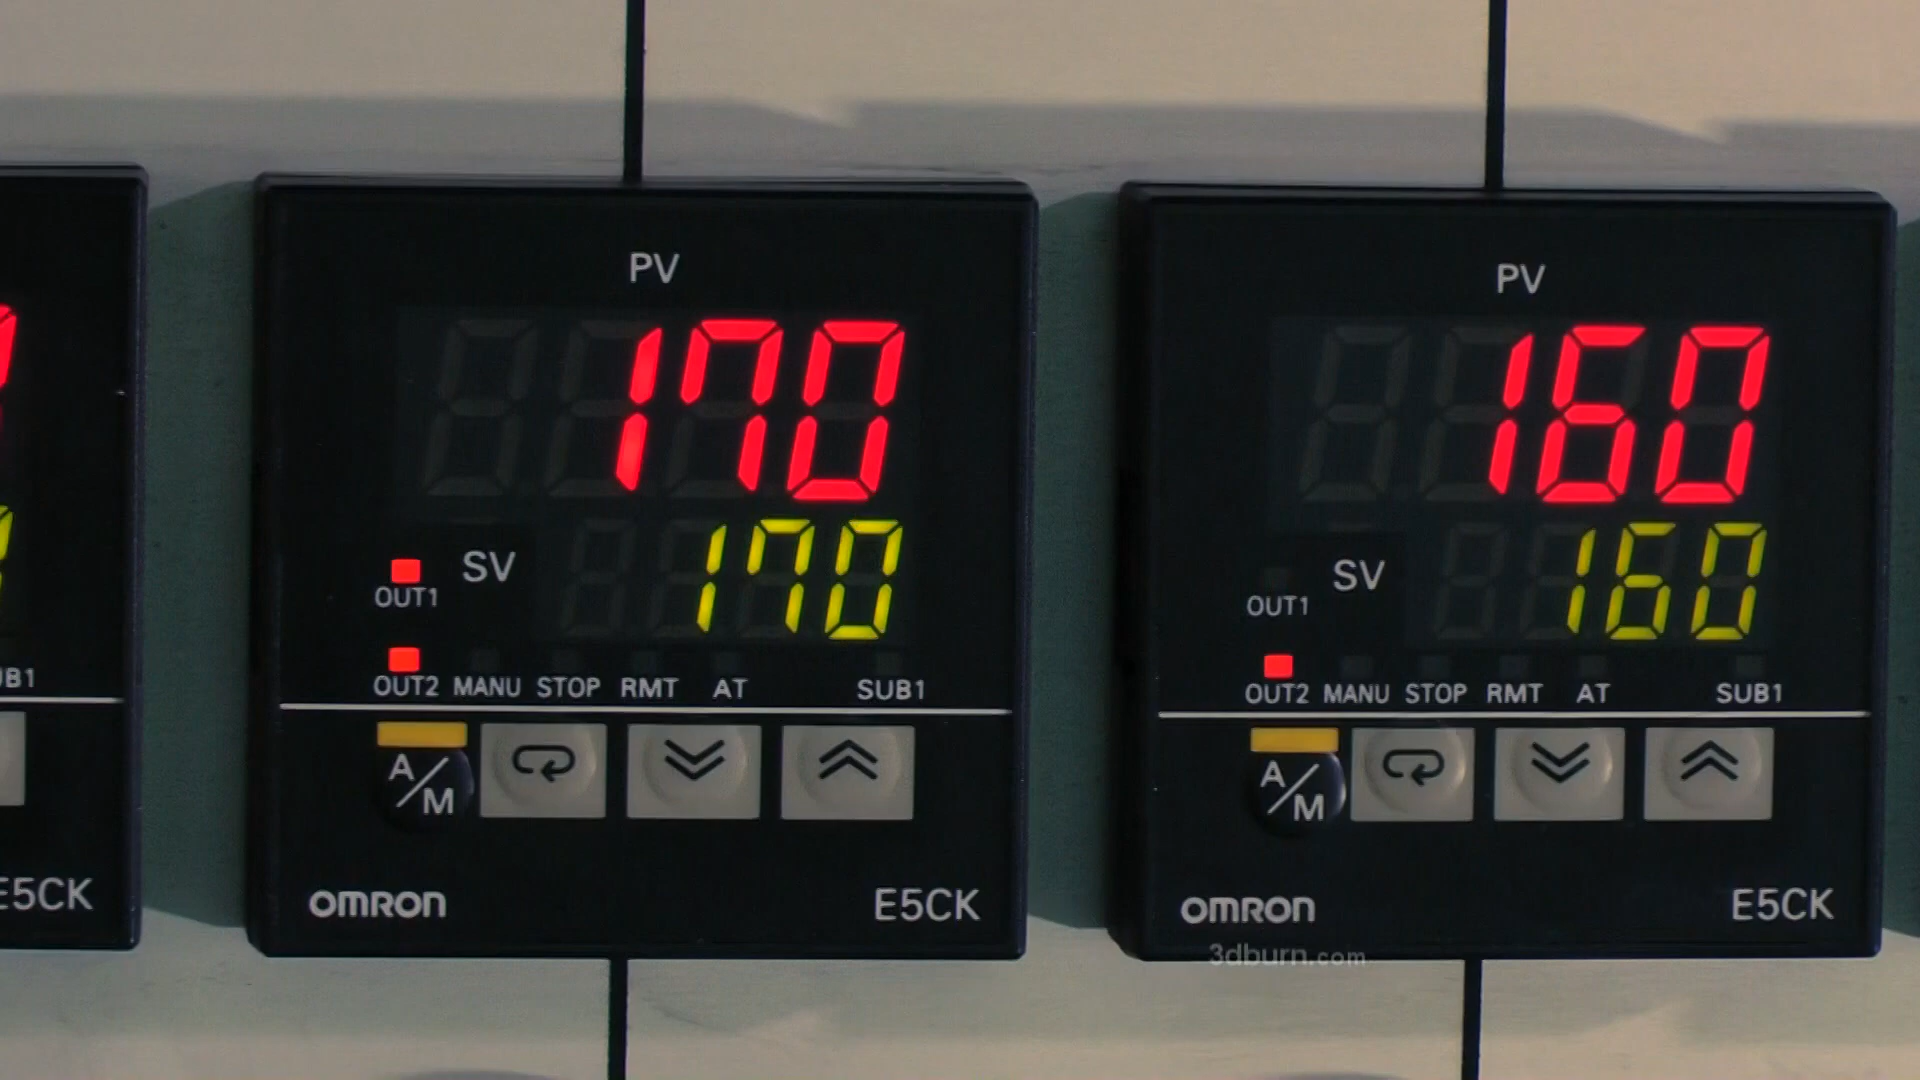 PV
170
SV
170
OUT1
OUT2 MANU STOP RMT AT SUB1
A/M
OMRON E5CK
PV
160
SV
160
OUT1
OUT2 MANU STOP RMT AT SUB1
A/M
OMRON E5CK
3dburn.com
E5CK